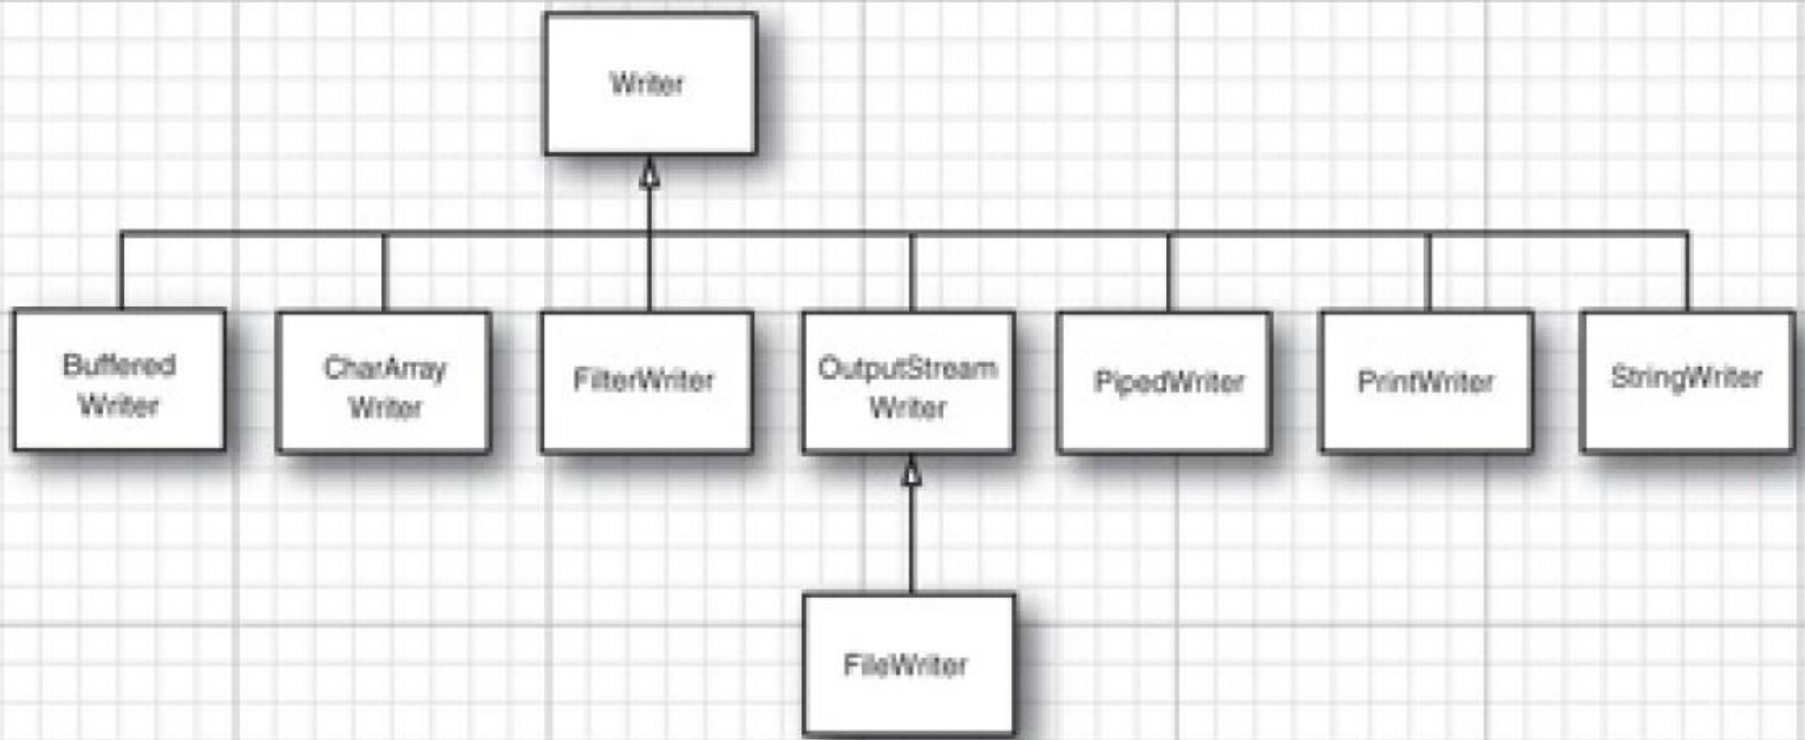 Writer
Buffered
Writer
CharArray
Writer
FilterWriter
OutputStream
Writer
PipedWriter
PrintWriter
StringWriter
FileWriter